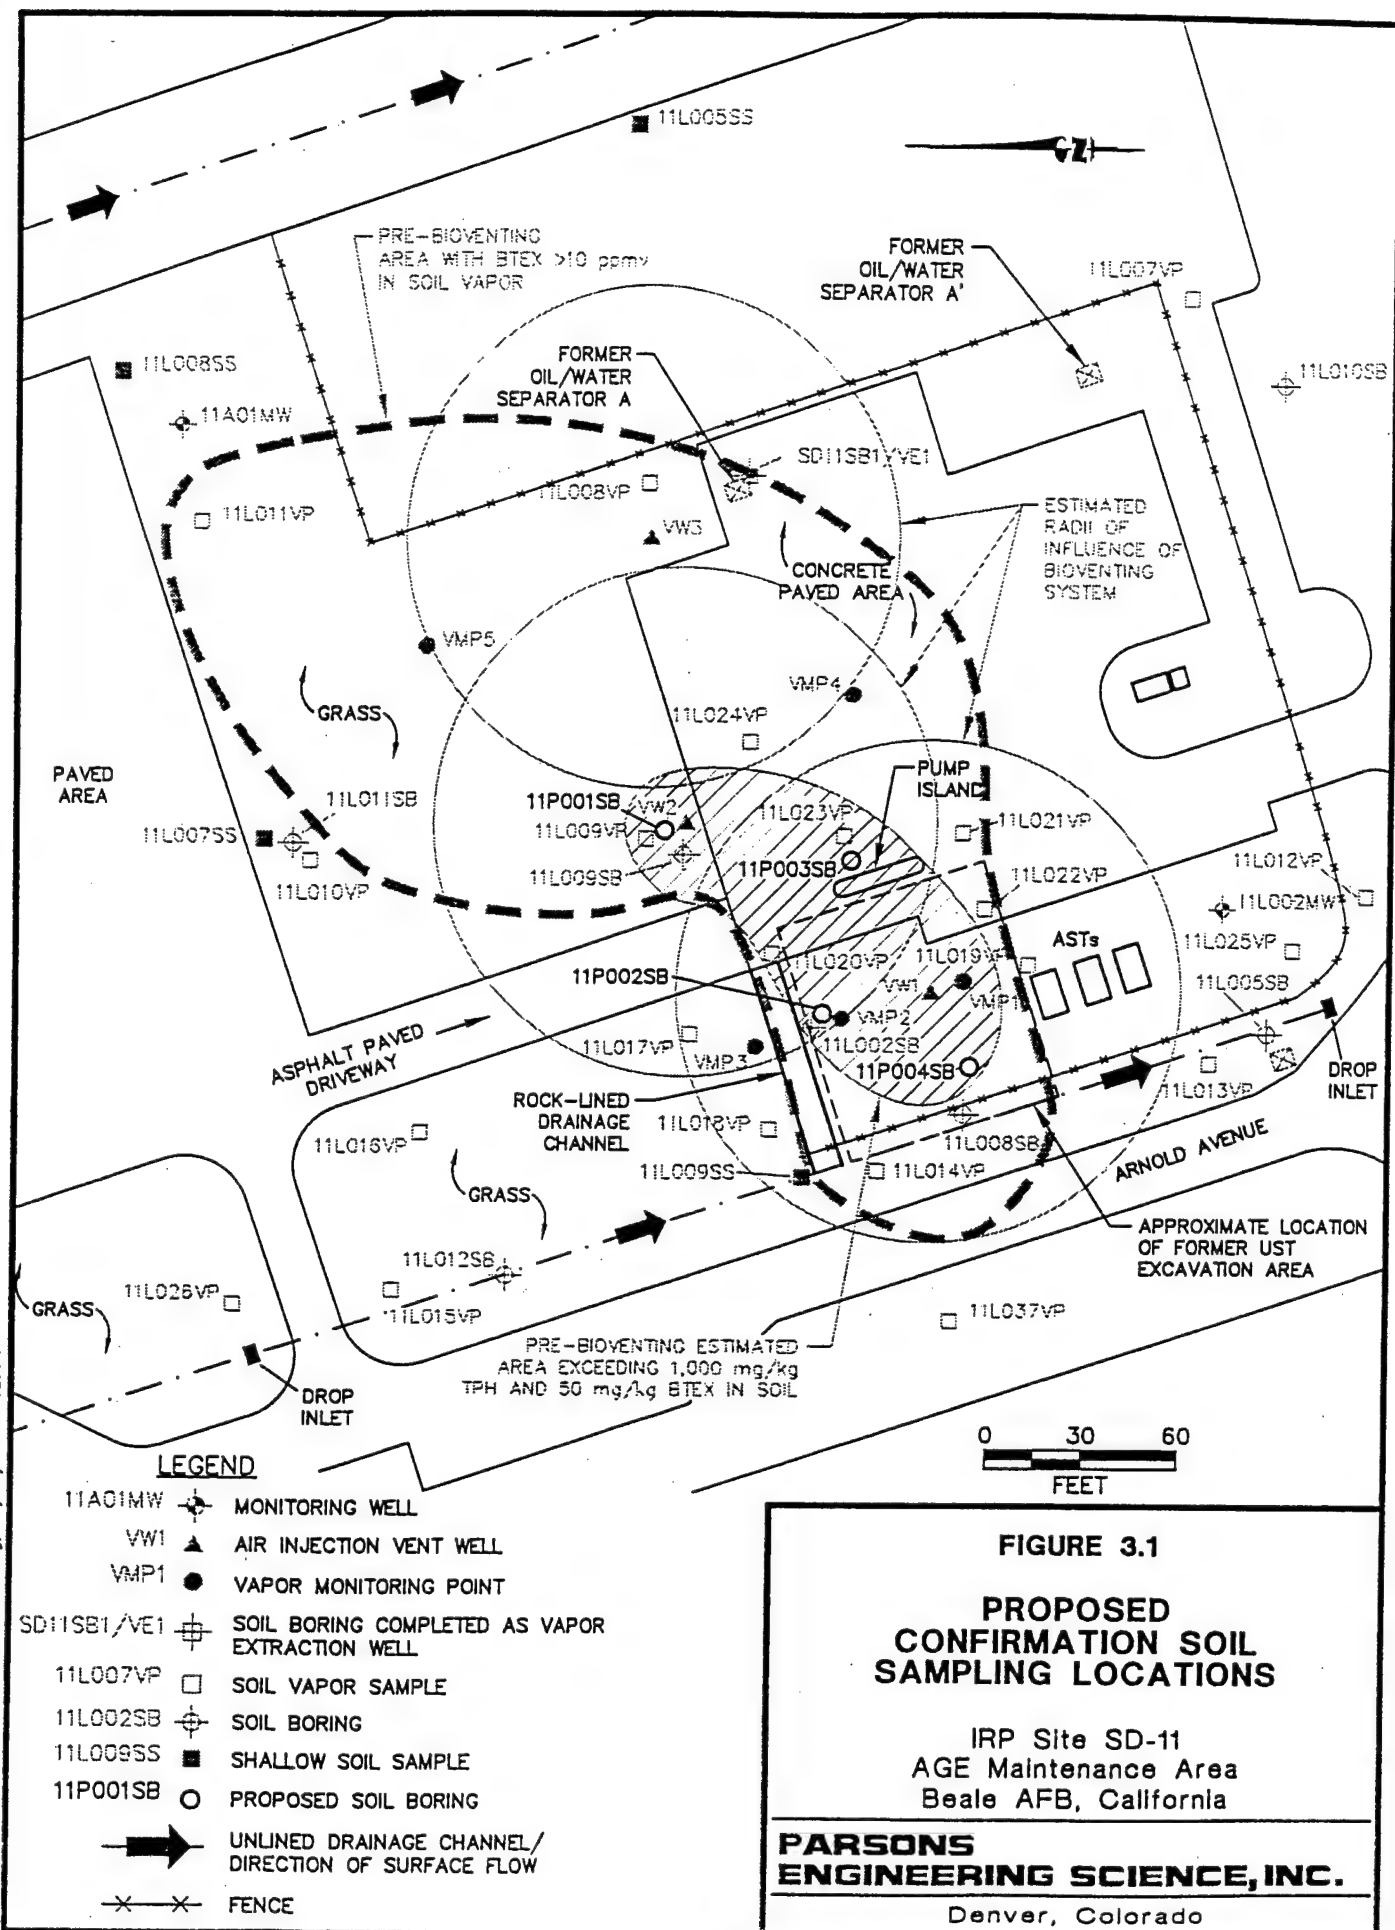 11L005SS
N
PRE-BIOVENTING
AREA WITH BTEX >10 ppmv
IN SOIL VAPOR
FORMER
OIL/WATER
SEPARATOR A'
11L007VP
11L008SS
FORMER
OIL/WATER
SEPARATOR A
11L010SB
11A01MW
SD11SB1/VE1
11L008VP
11L011VP
VW3
ESTIMATED
RADII OF
INFLUENCE OF
BIOVENTING
SYSTEM
CONCRETE
PAVED AREA
VMP5
VMP4
GRASS
11L024VP
PAVED
AREA
PUMP
ISLAND
11L011SB
11P001SB
VW2
11L023VP
11L007SS
11L009VP
11L021VP
11L012VP
11L010VP
11L009SB
11P003SB
11L022VP
11L002MW
ASTs
11L025VP
11L020VP
11L019VP
11P002SB
11L005SB
VW1
VMP1
VMP2
ASPHALT PAVED
DRIVEWAY
11L017VP
VMP3
11L002SB
11P004SB
11L013VP
DROP
INLET
ROCK-LINED
DRAINAGE
CHANNEL
11L016VP
11L018VP
11L008SB
ARNOLD AVENUE
11L009SS
11L014VP
GRASS
APPROXIMATE LOCATION
OF FORMER UST
EXCAVATION AREA
11L012SB
11L026VP
GRASS
11L015VP
11L037VP
PRE-BIOVENTING ESTIMATED
AREA EXCEEDING 1,000 mg/kg
TPH AND 50 mg/kg BTEX IN SOIL
DROP
INLET
0 30 60
FEET
LEGEND
11A01MW MONITORING WELL
VW1 AIR INJECTION VENT WELL
VMP1 VAPOR MONITORING POINT
SD11SB1/VE1 SOIL BORING COMPLETED AS VAPOR
EXTRACTION WELL
11L007VP SOIL VAPOR SAMPLE
11L002SB SOIL BORING
11L009SS SHALLOW SOIL SAMPLE
11P001SB PROPOSED SOIL BORING
UNLINED DRAINAGE CHANNEL/
DIRECTION OF SURFACE FLOW
FENCE
FIGURE 3.1
PROPOSED
CONFIRMATION SOIL
SAMPLING LOCATIONS
IRP Site SD-11
AGE Maintenance Area
Beale AFB, California
PARSONS
ENGINEERING SCIENCE, INC.
Denver, Colorado